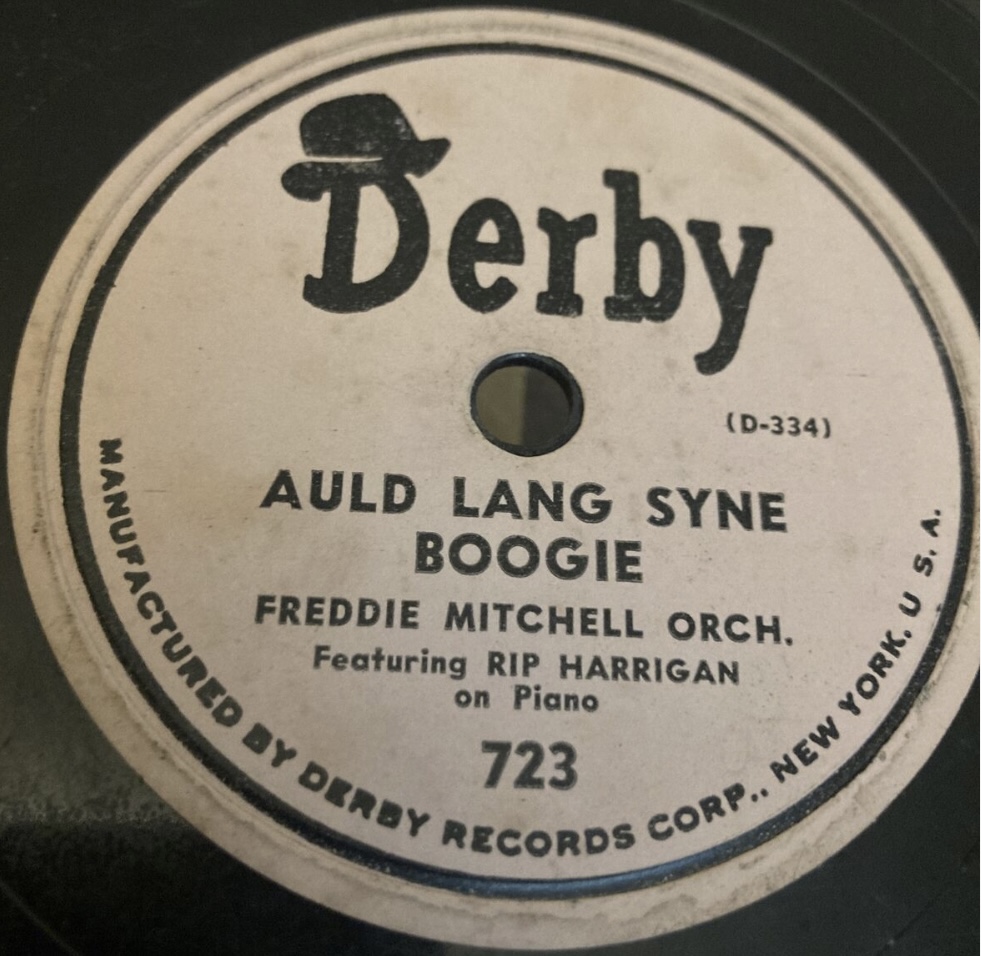 Derby
(D-334)
AULD LANG SYNE
BOOGIE
FREDDIE MITCHELL ORCH.
Featuring RIP HARRIGAN
on Piano
723
MANUFACTURED BY DERBY RECORDS CORP., NEW YORK. U S. A.